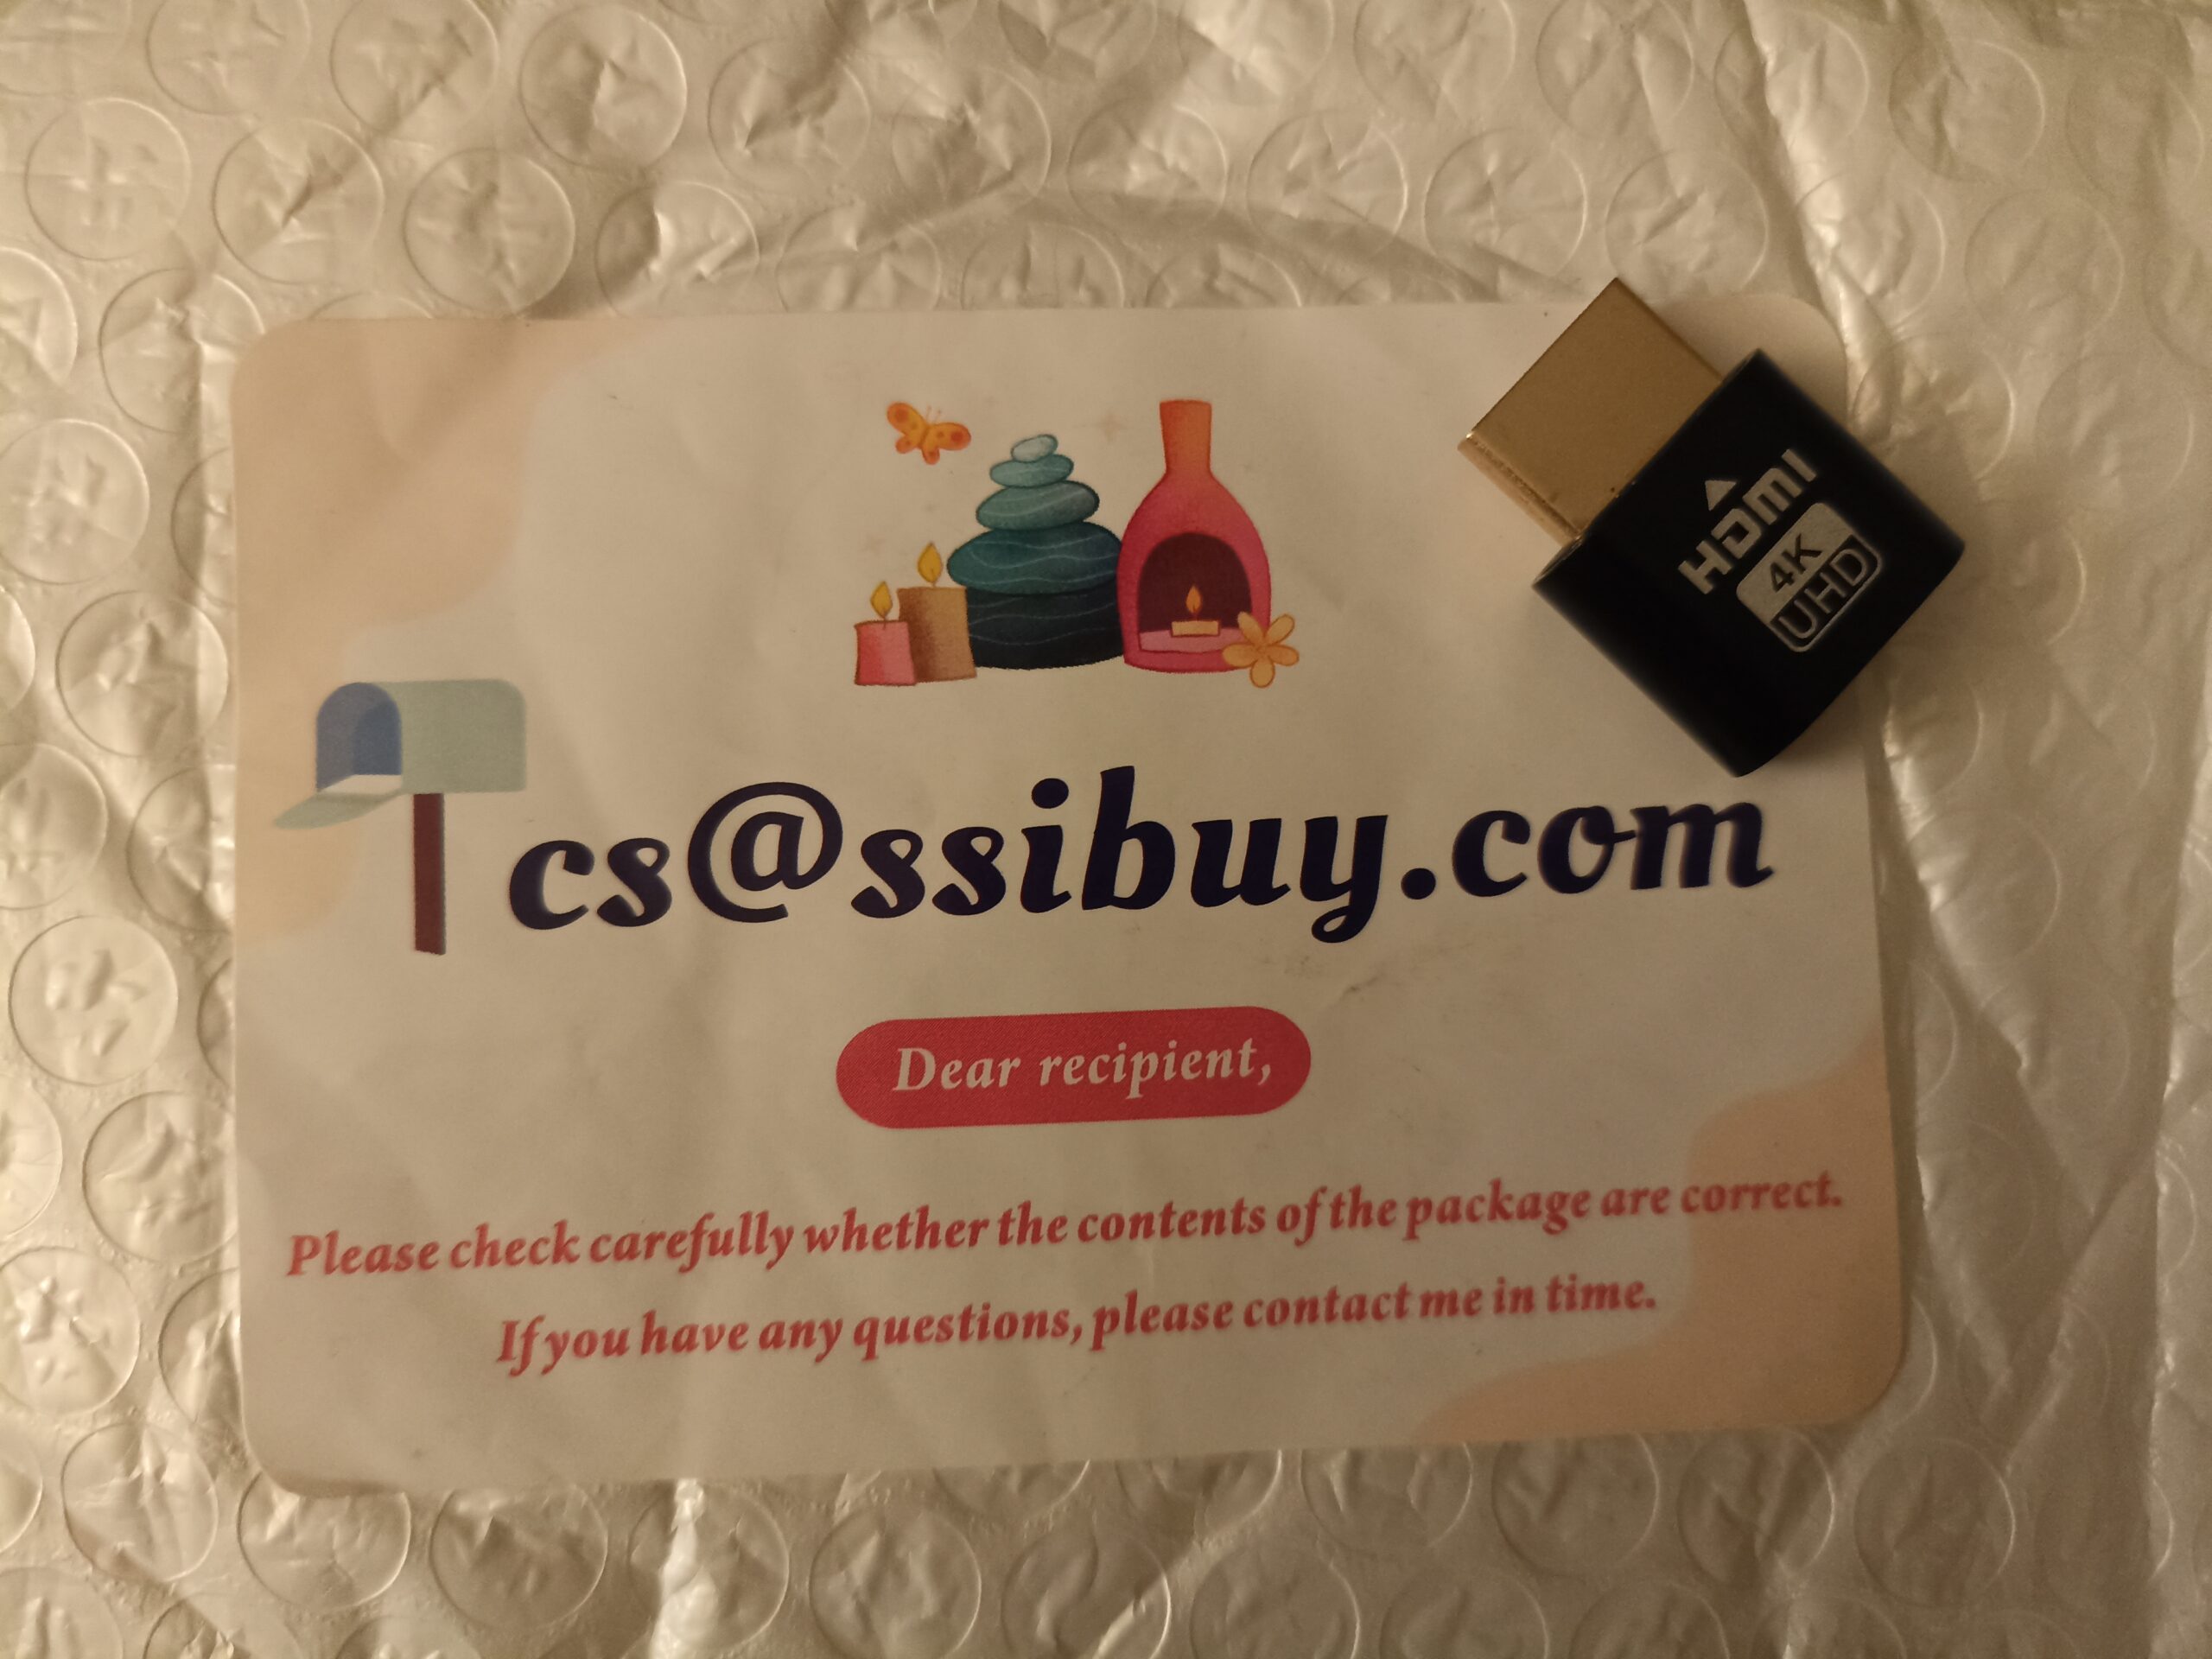 HDMI
4K
UHD
cs@ssibuy.com
Dear recipient,
Please check carefully whether the contents of the package are correct.
If you have any questions, please contact me in time.